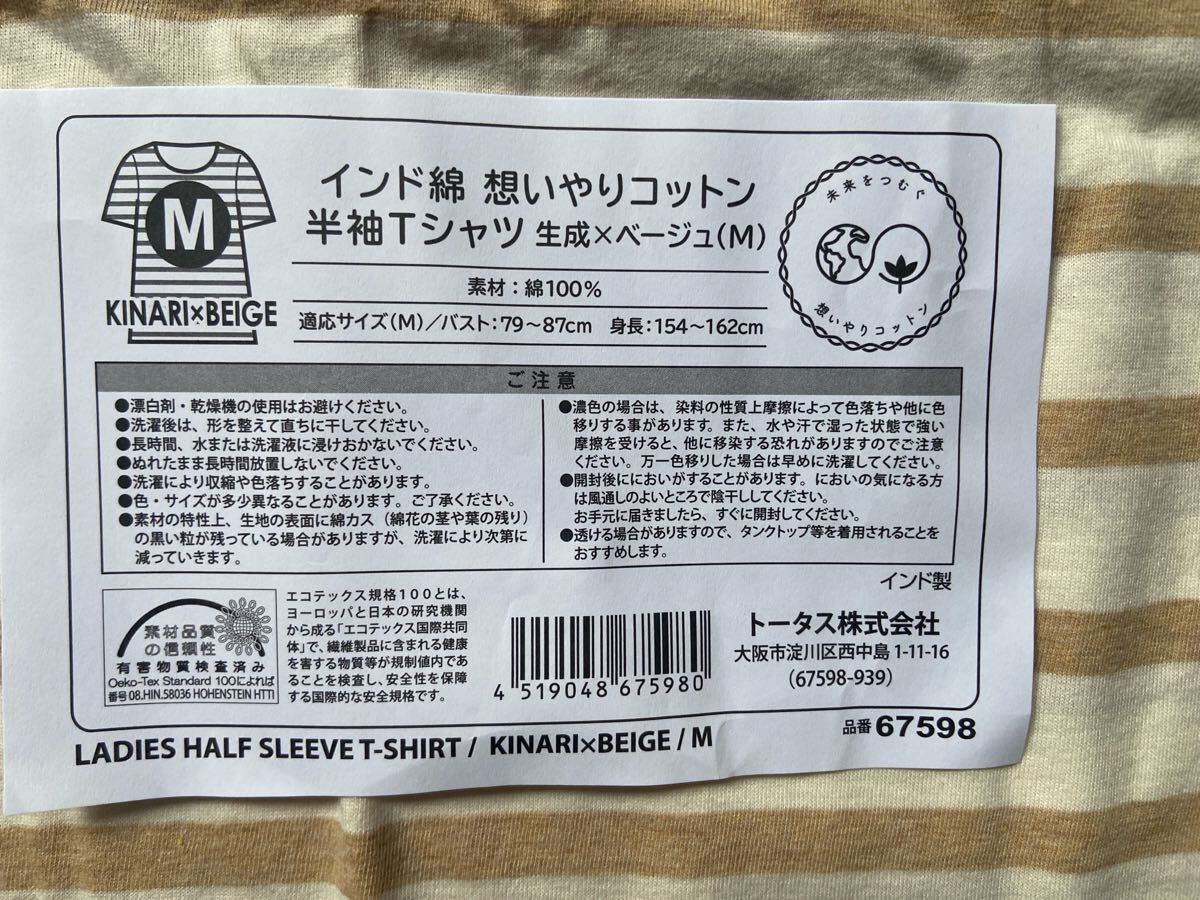 M
KINARI×BEIGE
インド綿 想いやりコットン
半袖Tシャツ 生成×ベージュ(M)
素材:綿100%
適応サイズ(M)/バスト:79〜87cm 身長:154〜162cm
未来をつむぐ
想いやりコットン
ご注意
●漂白剤・乾燥機の使用はお避けください。
●洗濯後は、形を整えて直ちに干してください。
●長時間、水または洗濯液に浸けおかないでください。
●ぬれたまま長時間放置しないでください。
●洗濯により収縮や色落ちすることがあります。
●色・サイズが多少異なることがあります。ご了承ください。
●素材の特性上、生地の表面に綿カス(綿花の茎や葉の残り)
の黒い粒が残っている場合がありますが、洗濯により次第に
減っていきます。
●濃色の場合は、染料の性質上摩擦によって色落ちや他に色
移りする事があります。また、水や汗で湿った状態で強い
摩擦を受けると、他に移染する恐れがありますのでご注意
ください。万一色移りした場合は早めに洗濯してください。
●開封後ににおいがすることがあります。においの気になる方
は風通しのよいところで陰干ししてください。
お手元に届きましたら、すぐに開封してください。
●透ける場合がありますので、タンクトップ等を着用されることを
おすすめします。
素材品質
の信頼性
有害物質検査済み
Oeko-Tex Standard 100によれば
番号08.HIN.58036 HOHENSTEIN HTTI
エコテックス規格100とは、
ヨーロッパと日本の研究機関
から成る「エコテックス国際共同
体」で、繊維製品に含まれる健康
を害する物質等が規制値内であ
ることを検査し、安全性を保障
する国際的な安全規格です。
4 519048 675980
インド製
トータス株式会社
大阪市淀川区西中島1-11-16
(67598-939)
品番 67598
LADIES HALF SLEEVE T-SHIRT / KINARI×BEIGE / M